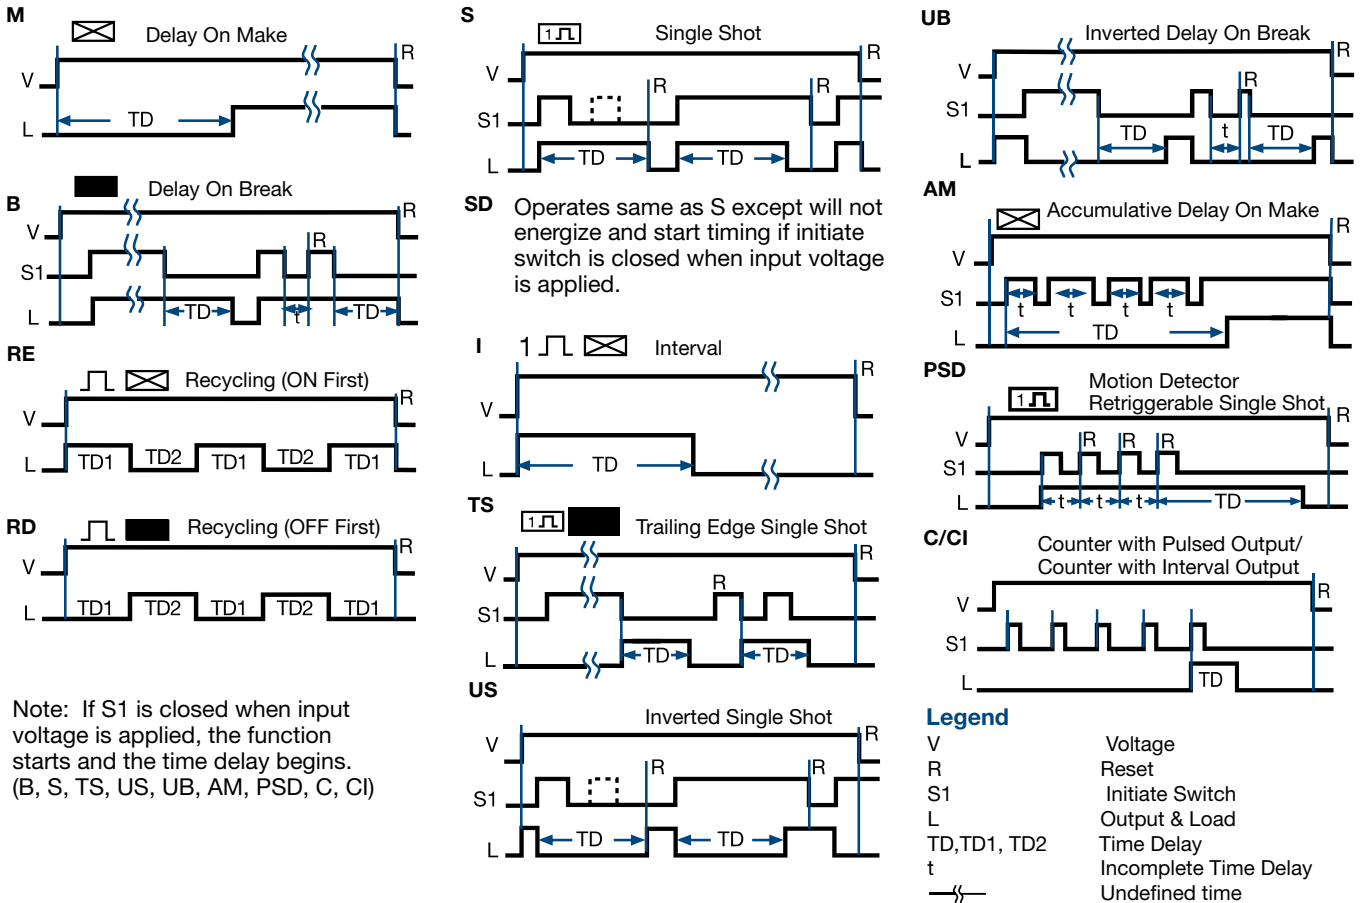 M
Delay On Make
R
V
TD
L
B
Delay On Break
R
V
R
S1
TD
t
TD
L
RE
Recycling (ON First)
R
V
L
TD1
TD2
TD1
TD2
TD1
RD
Recycling (OFF First)
R
V
L
TD1
TD2
TD1
TD2
TD1
Note: If S1 is closed when input
voltage is applied, the function
starts and the time delay begins.
(B, S, TS, US, UB, AM, PSD, C, CI)
S
1
Single Shot
R
V
R
R
S1
L
TD
TD
SD
Operates same as S except will not
energize and start timing if initiate
switch is closed when input voltage
is applied.
I
1
Interval
R
V
L
TD
TS
1
Trailing Edge Single Shot
R
V
R
S1
L
TD
TD
US
Inverted Single Shot
R
V
R
R
S1
L
TD
TD
UB
Inverted Delay On Break
R
V
R
S1
TD
t
TD
L
AM
Accumulative Delay On Make
R
V
S1
t
t
t
t
L
TD
PSD
1
Motion Detector
Retriggerable Single Shot
R
V
R
R
R
S1
L
t
t
t
TD
C/CI
Counter with Pulsed Output/
Counter with Interval Output
R
V
S1
L
TD
Legend
V Voltage
R Reset
S1 Initiate Switch
L Output & Load
TD,TD1, TD2 Time Delay
t Incomplete Time Delay
Undefined time